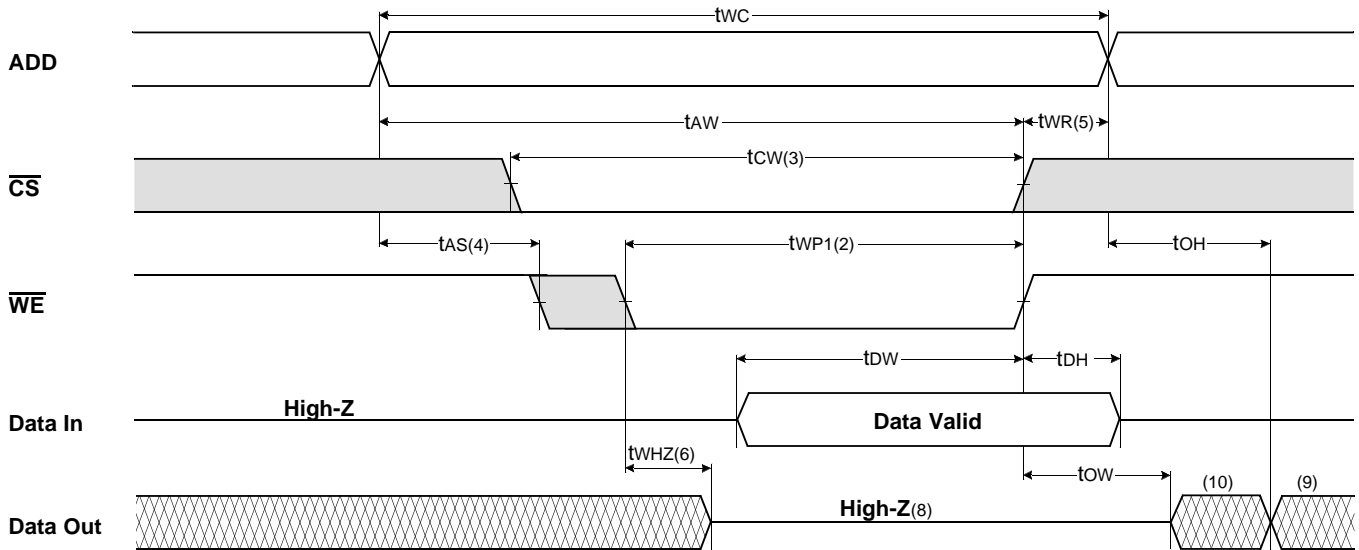 tWC
ADD
tAW
tWR(5)
tCW(3)
CS
tAS(4)
tWP1(2)
tOH
WE
tDW
tDH
High-Z
Data In
Data Valid
tWHZ(6)
tOW
(10)
(9)
High-Z(8)
Data Out